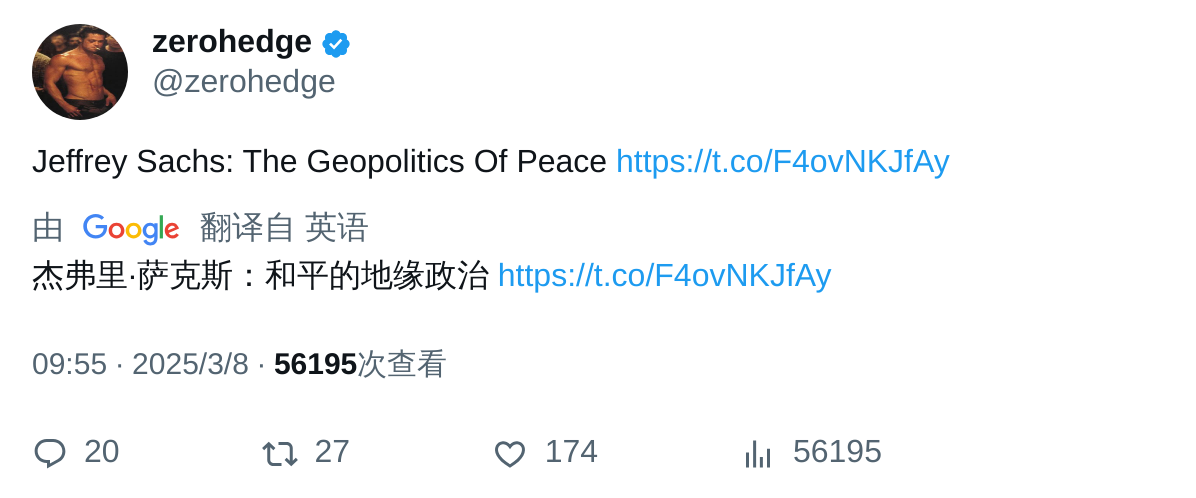 zerohedge
@zerohedge
Jeffrey Sachs: The Geopolitics Of Peace https://t.co/F4ovNKJfAy
由 Google 翻译自 英语
杰弗里·萨克斯：和平的地缘政治 https://t.co/F4ovNKJfAy
09:55 · 2025/3/8 · 56195次查看
20 27 174 56195